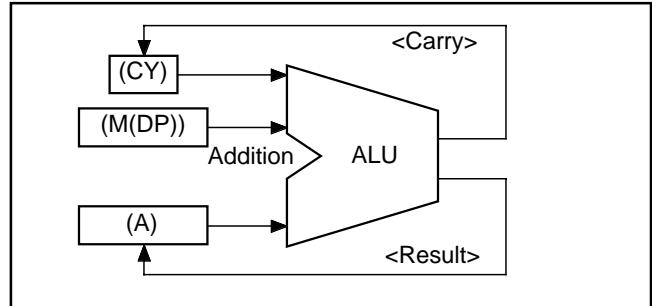 <Carry>
(CY)
(M(DP))
Addition
ALU
(A)
<Result>